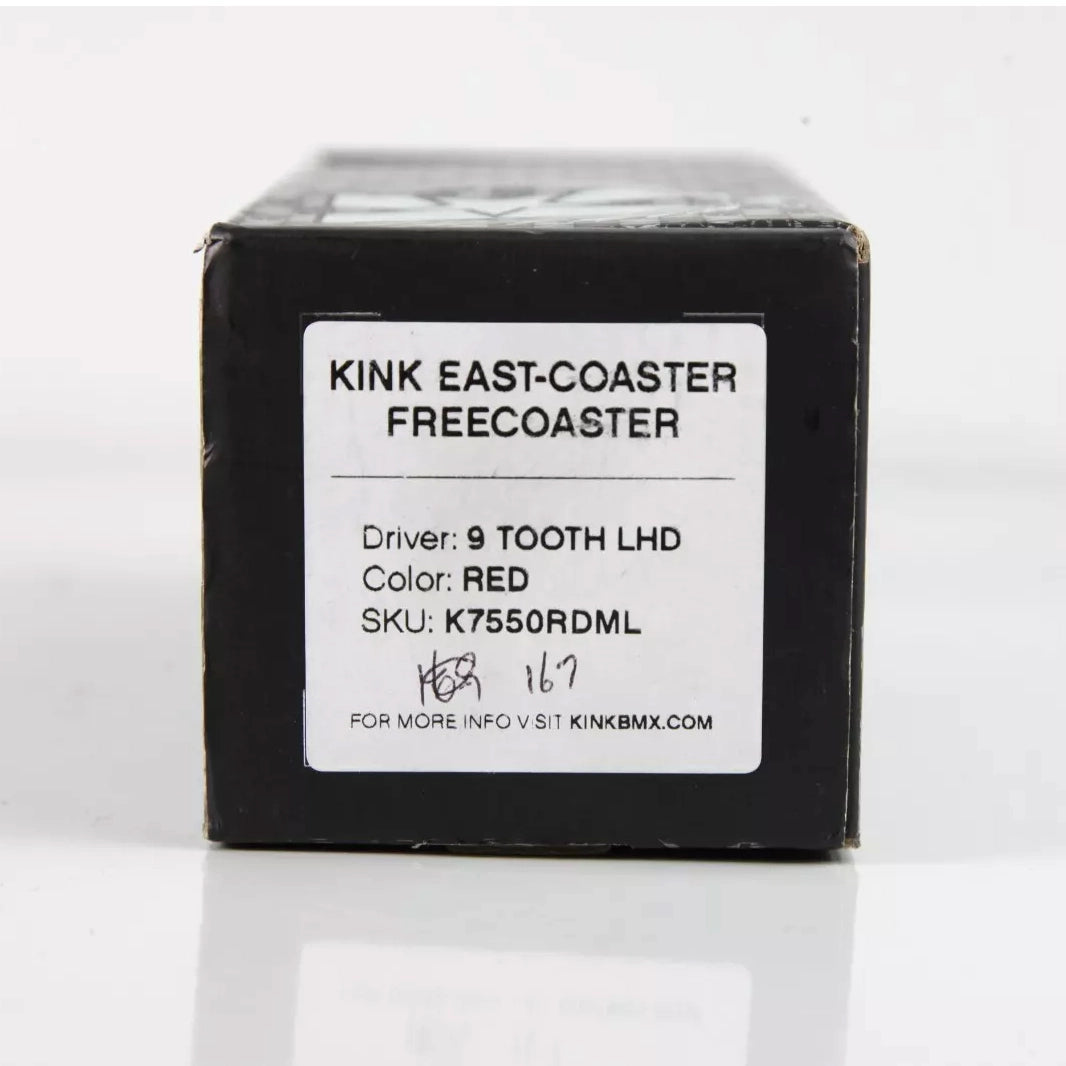 KINK EAST-COASTER
FREECOASTER
Driver: 9 TOOTH LHD
Color: RED
SKU: K7550RDML
167
FOR MORE INFO VISIT KINKBMX.COM